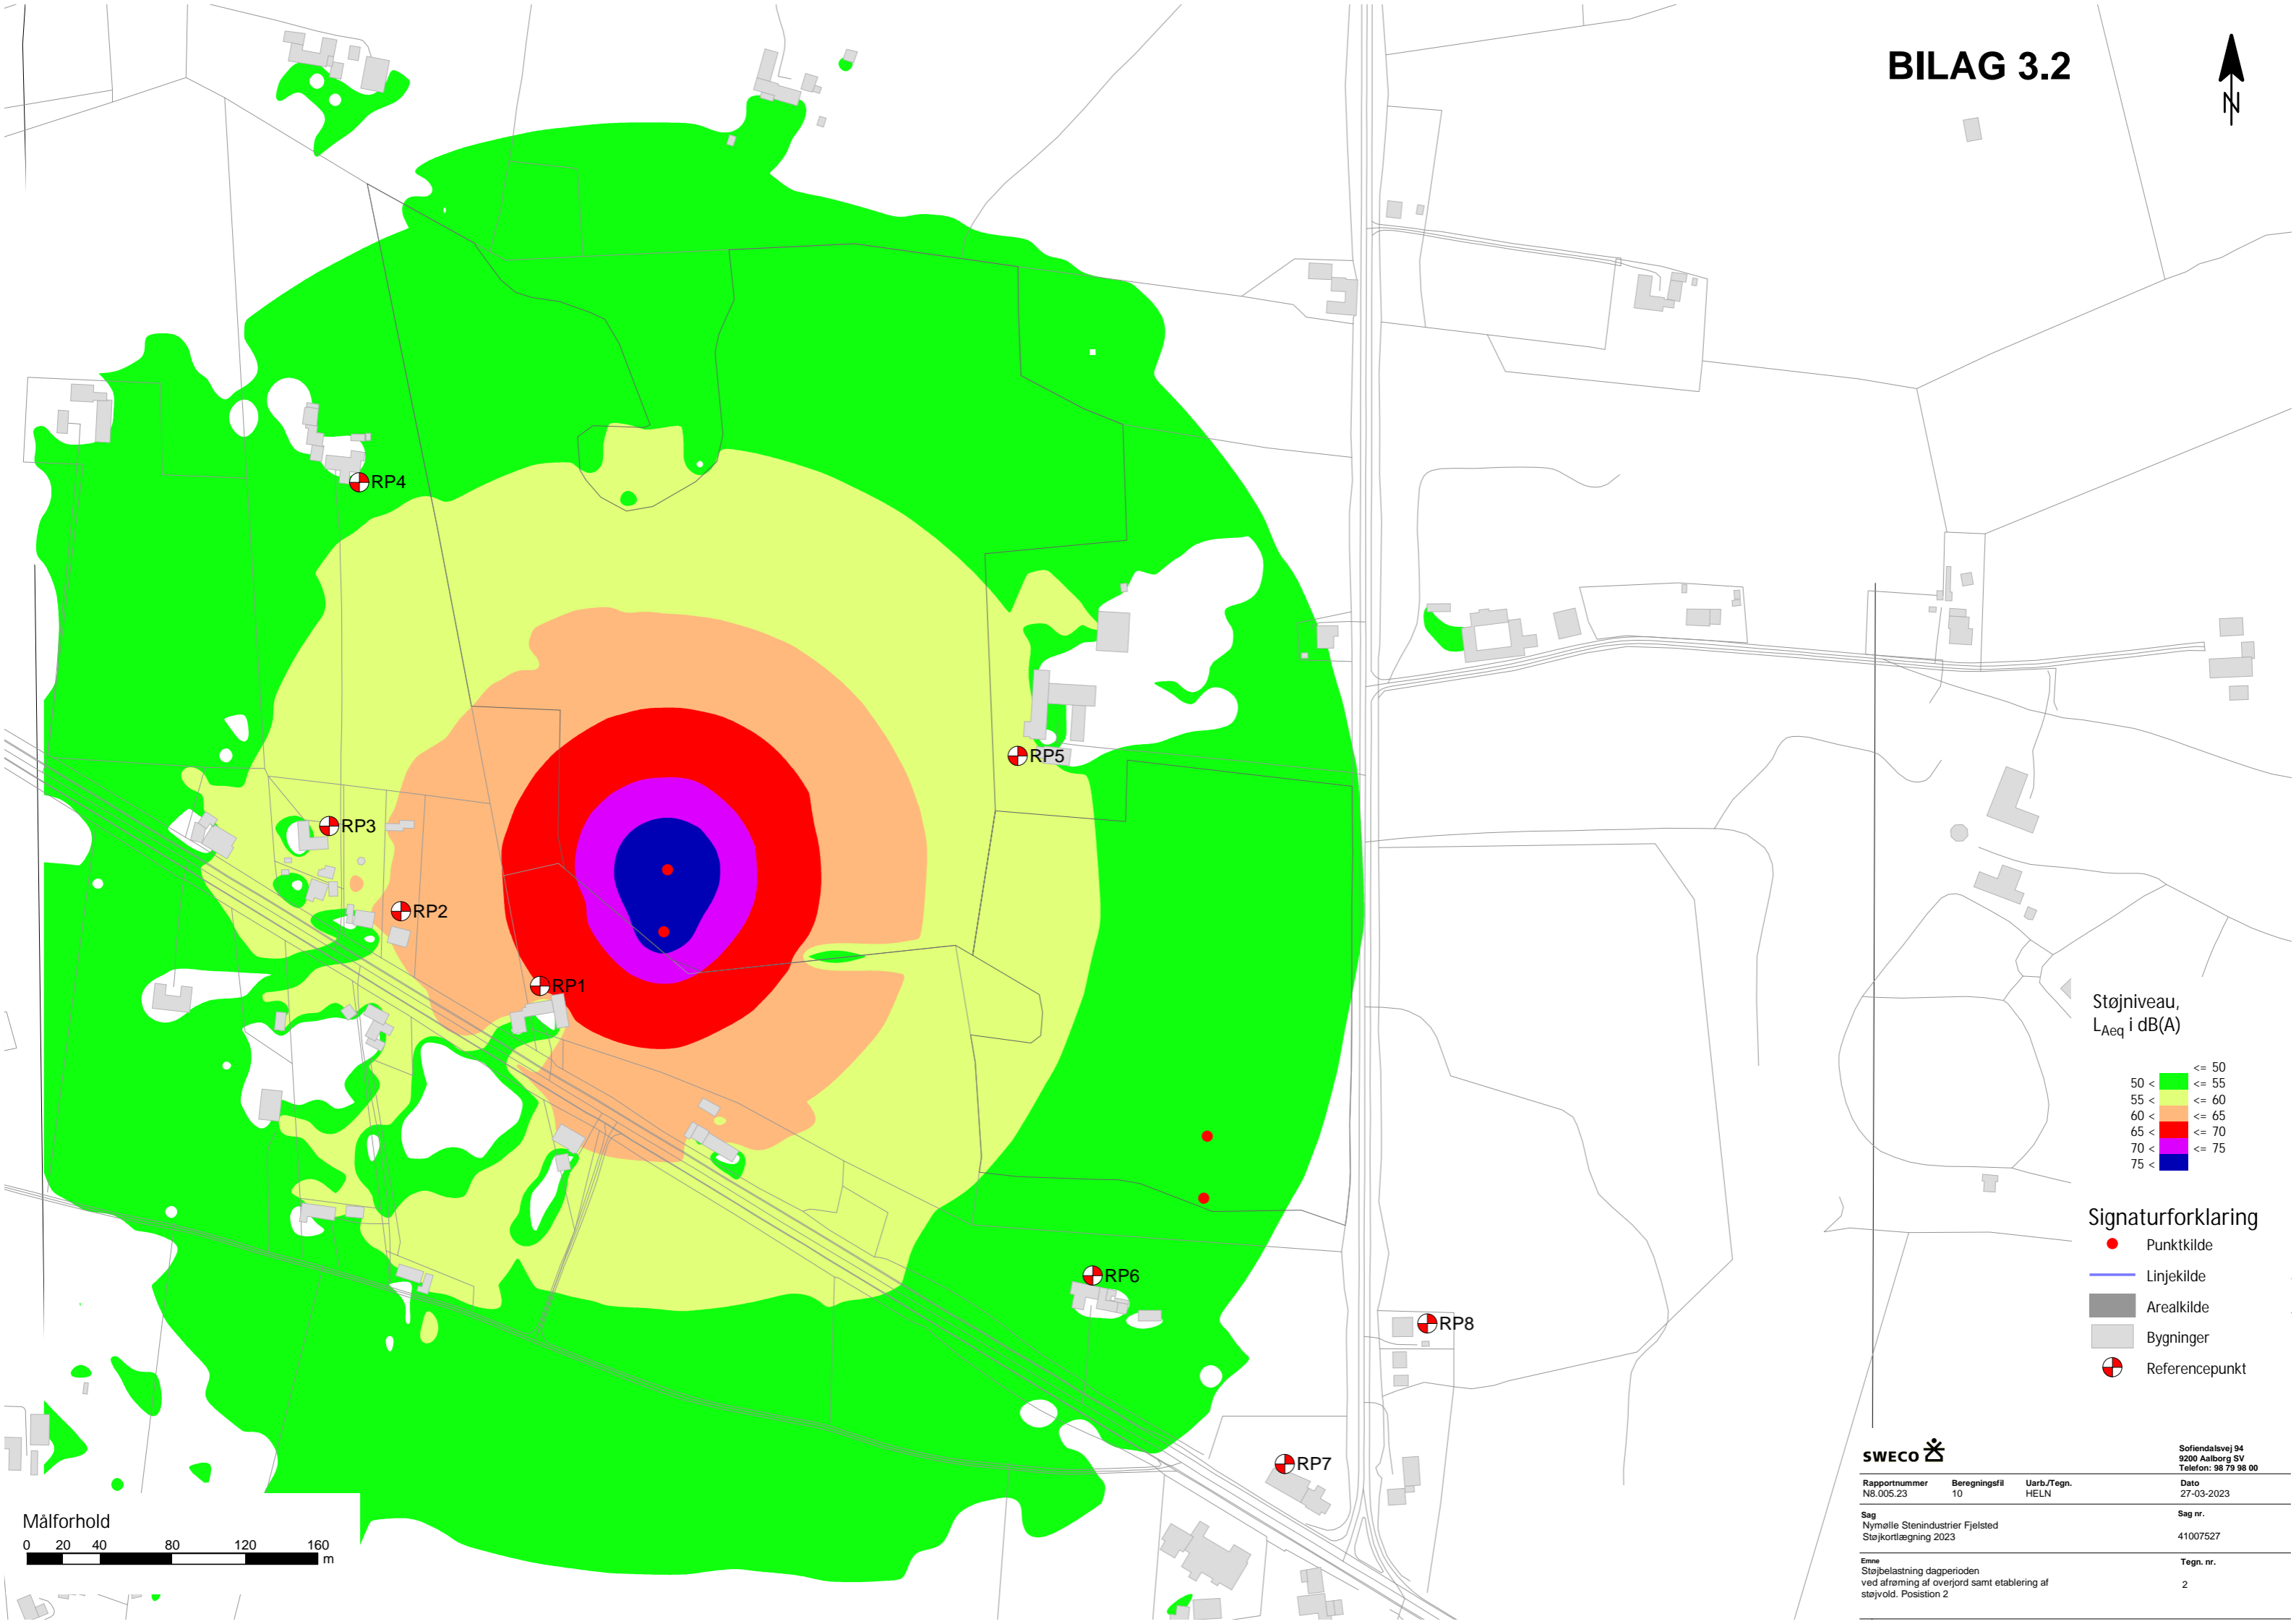 BILAG 3.2
N
RP4
RP5
RP3
RP2
RP1
RP6
RP8
RP7
Støjniveau,
LAeq i dB(A)
<= 50
50 < <= 55
55 < <= 60
60 < <= 65
65 < <= 70
70 < <= 75
75 <
Signaturforklaring
Punktkilde
Linjekilde
Arealkilde
Bygninger
Referencepunkt
Målforhold
0 20 40 80 120 160
m
SWECO
Sofiendalsvej 94
9200 Aalborg SV
Telefon: 98 79 98 00
Rapportnummer Beregningsfil Uarb./Tegn. Dato
N8.005.23 10 HELN 27-03-2023
Sag Sag nr.
Nymølle Stenindustrier Fjelsted
Støjkortlægning 2023 41007527
Emne Tegn. nr.
Støjbelastning dagperioden
ved afrøming af overjord samt etablering af
støjvold. Posistion 2 2